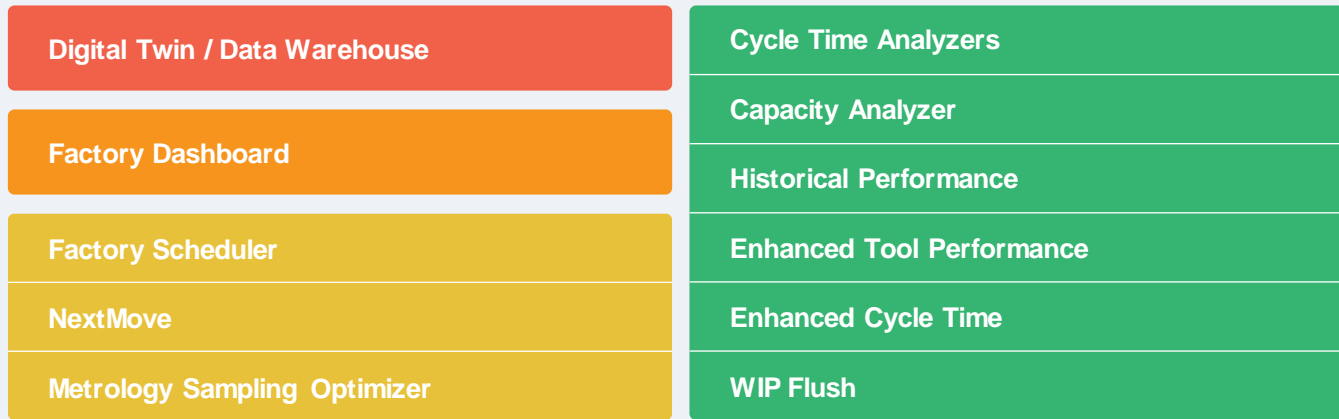 Digital Twin / Data Warehouse
Factory Dashboard
Factory Scheduler
NextMove
Metrology Sampling Optimizer
Cycle Time Analyzers
Capacity Analyzer
Historical Performance
Enhanced Tool Performance
Enhanced Cycle Time
WIP Flush